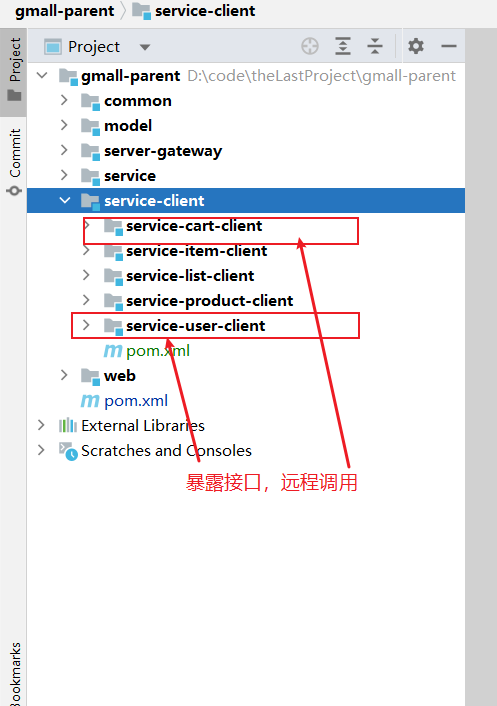 gmall-parent service-client
Project
Project
Commit
Bookmarks
gmall-parent D:\code\theLastProject\gmall-parent
common
model
server-gateway
service
service-client
service-cart-client
service-item-client
service-list-client
service-product-client
service-user-client
pom.xml
web
pom.xml
External Libraries
Scratches and Consoles
暴露接口，远程调用